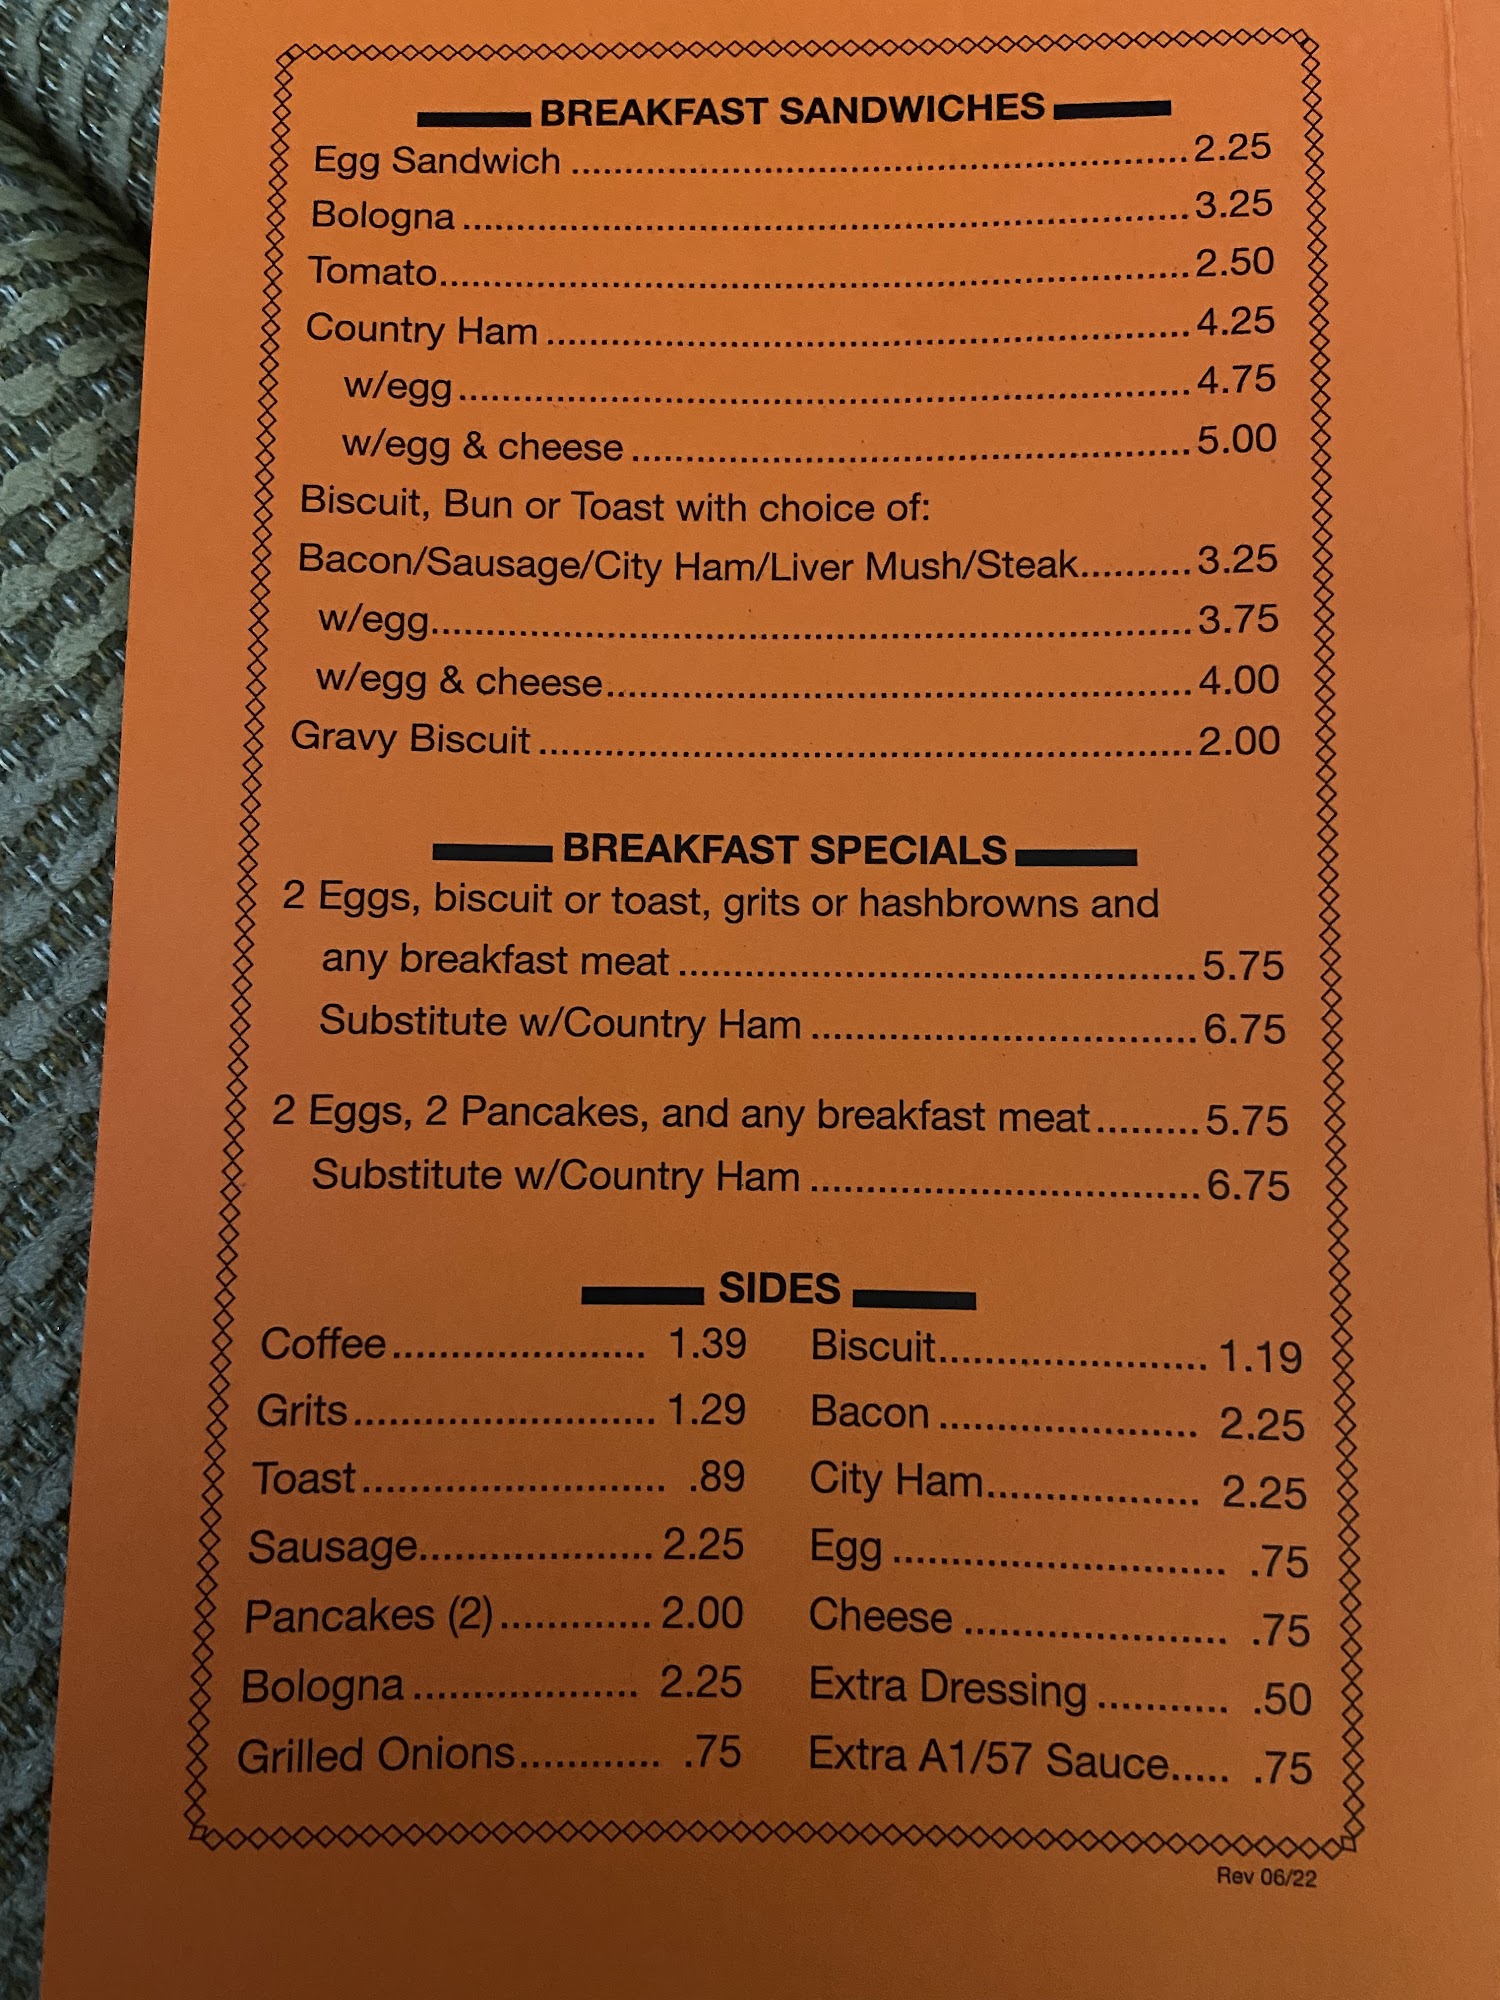 BREAKFAST SANDWICHES
Egg Sandwich ........................................................ 2.25
Bologna .................................................................. 3.25
Tomato.................................................................... 2.50
Country Ham .......................................................... 4.25
w/egg ................................................................... 4.75
w/egg & cheese ................................................... 5.00
Biscuit, Bun or Toast with choice of:
Bacon/Sausage/City Ham/Liver Mush/Steak.......... 3.25
w/egg..................................................................... 3.75
w/egg & cheese..................................................... 4.00
Gravy Biscuit ........................................................... 2.00
BREAKFAST SPECIALS
2 Eggs, biscuit or toast, grits or hashbrowns and
any breakfast meat ............................................... 5.75
Substitute w/Country Ham ................................... 6.75
2 Eggs, 2 Pancakes, and any breakfast meat......... 5.75
Substitute w/Country Ham ................................... 6.75
SIDES
Coffee...................... 1.39 Biscuit....................... 1.19
Grits.......................... 1.29 Bacon ...................... 2.25
Toast.......................... .89 City Ham.................. 2.25
Sausage.................... 2.25 Egg ............................ .75
Pancakes (2)............. 2.00 Cheese ....................... .75
Bologna ................... 2.25 Extra Dressing ........... .50
Grilled Onions............ .75 Extra A1/57 Sauce..... .75
Rev 06/22